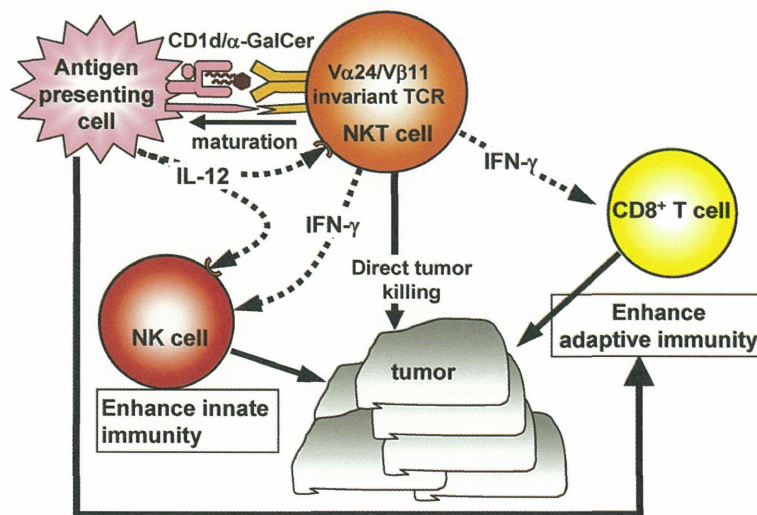 CD1d/α-GalCer
Antigen
presenting
cell
Vα24/Vβ11
invariant TCR
NKT cell
maturation
IL-12
IFN-γ
IFN-γ
CD8⁺ T cell
Direct tumor
killing
NK cell
Enhance innate
immunity
tumor
Enhance
adaptive immunity